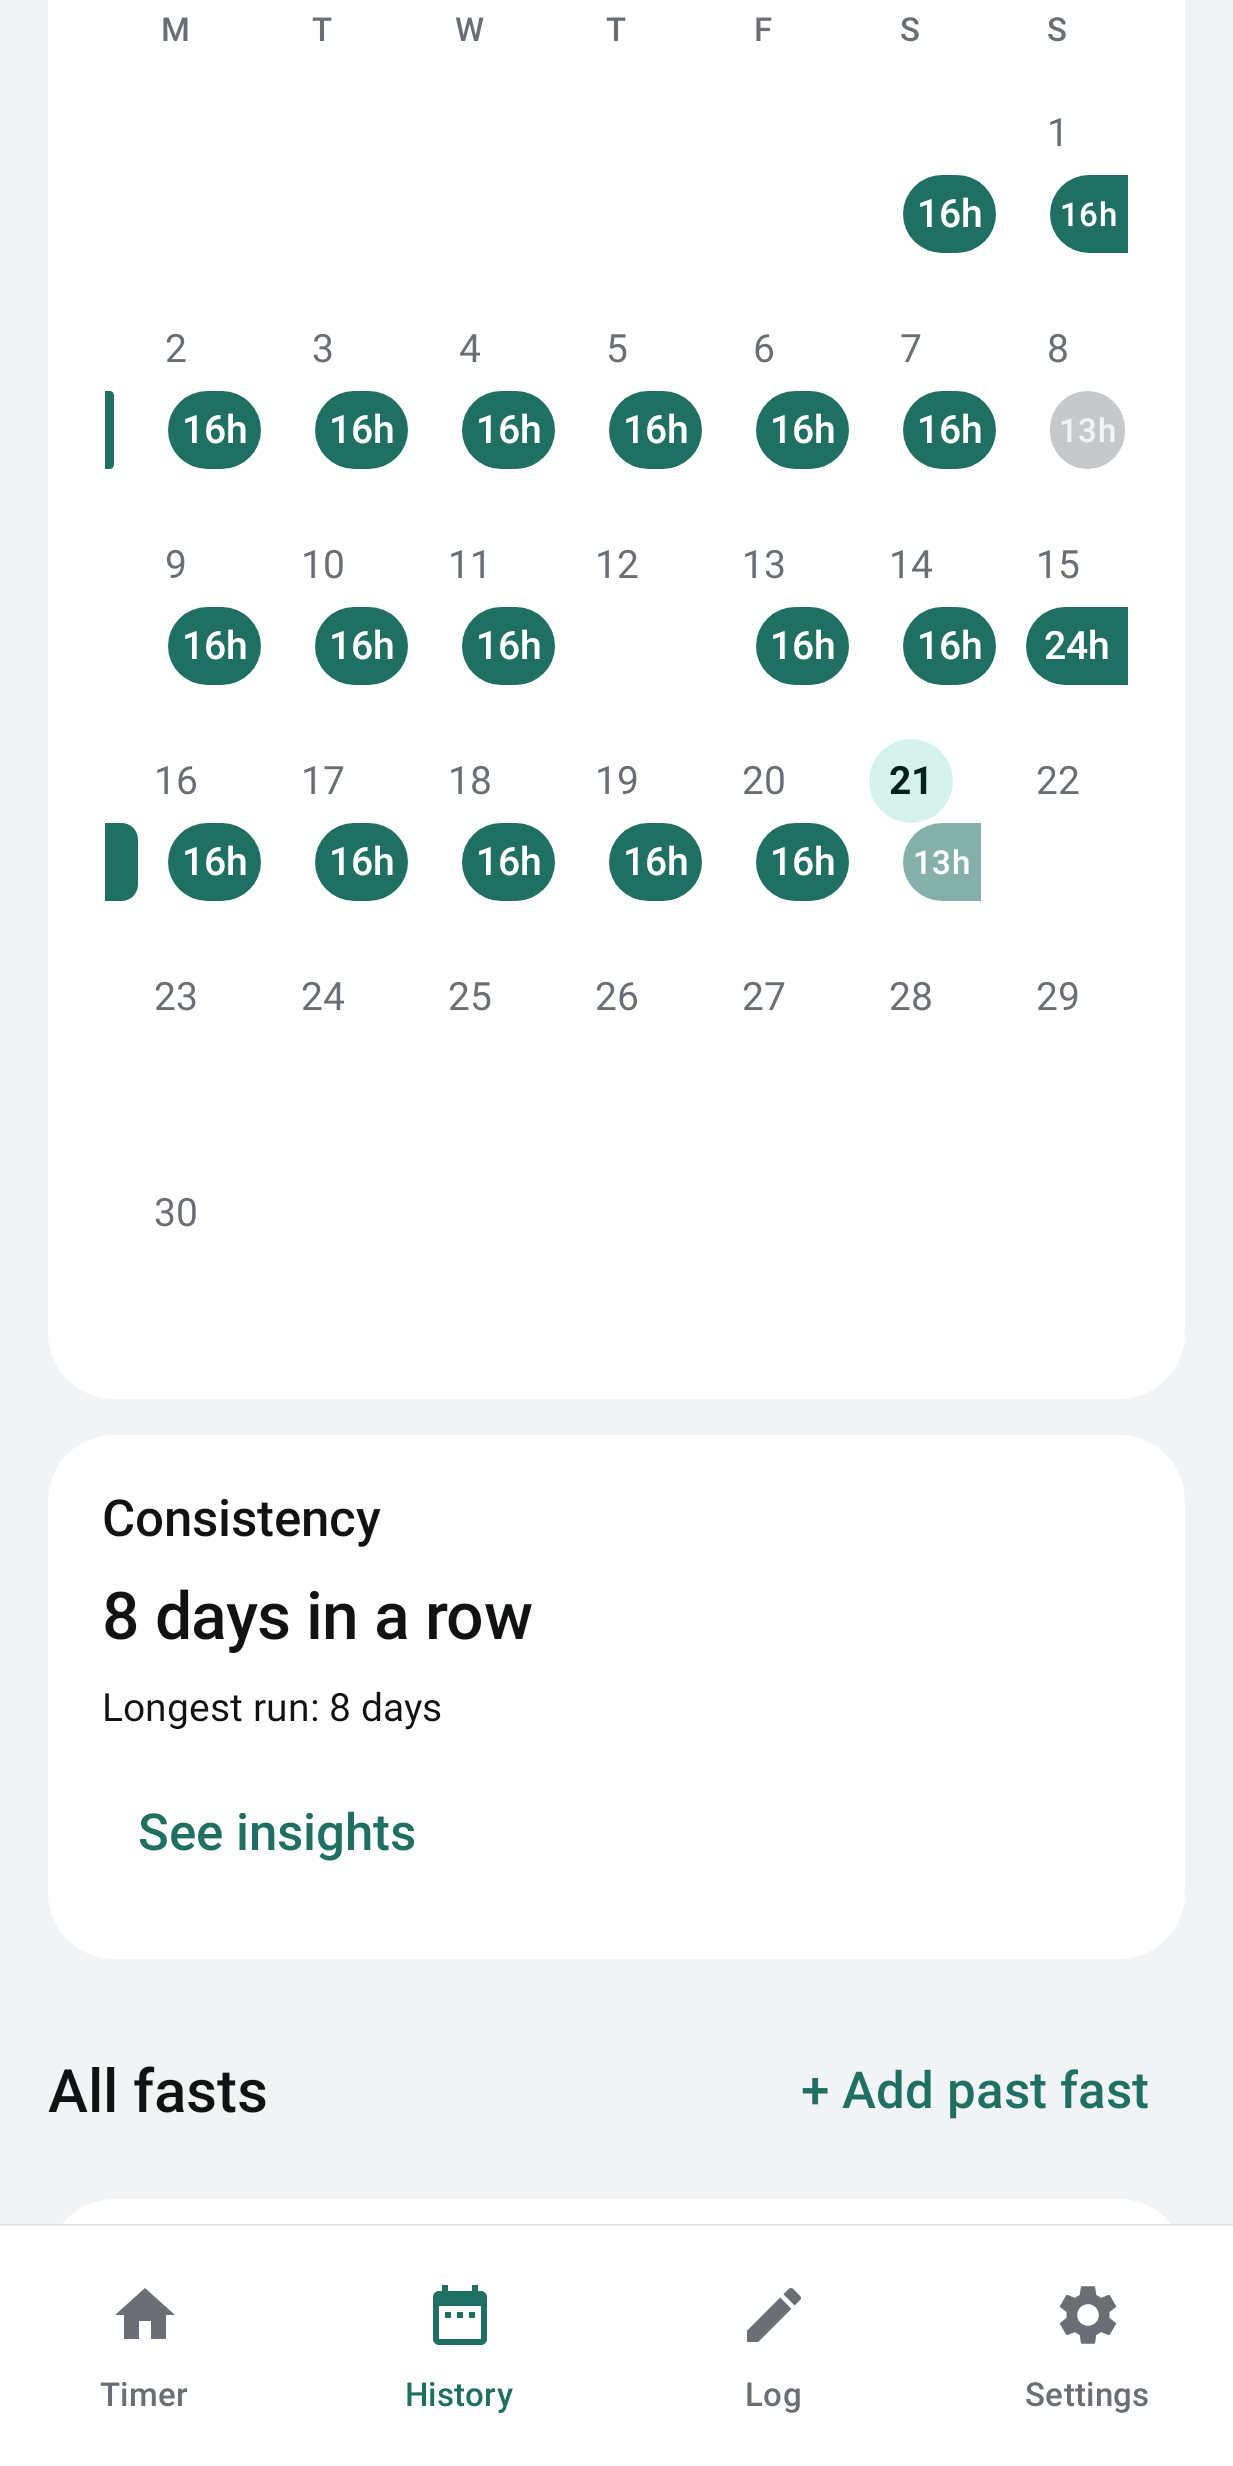 M T W T F S S
1
16h 16h
2 3 4 5 6 7 8
16h 16h 16h 16h 16h 16h 13h
9 10 11 12 13 14 15
16h 16h 16h 16h 16h 24h
16 17 18 19 20 21 22
16h 16h 16h 16h 16h 13h
23 24 25 26 27 28 29
30
Consistency
8 days in a row
Longest run: 8 days
See insights
All fasts + Add past fast
Timer History Log Settings